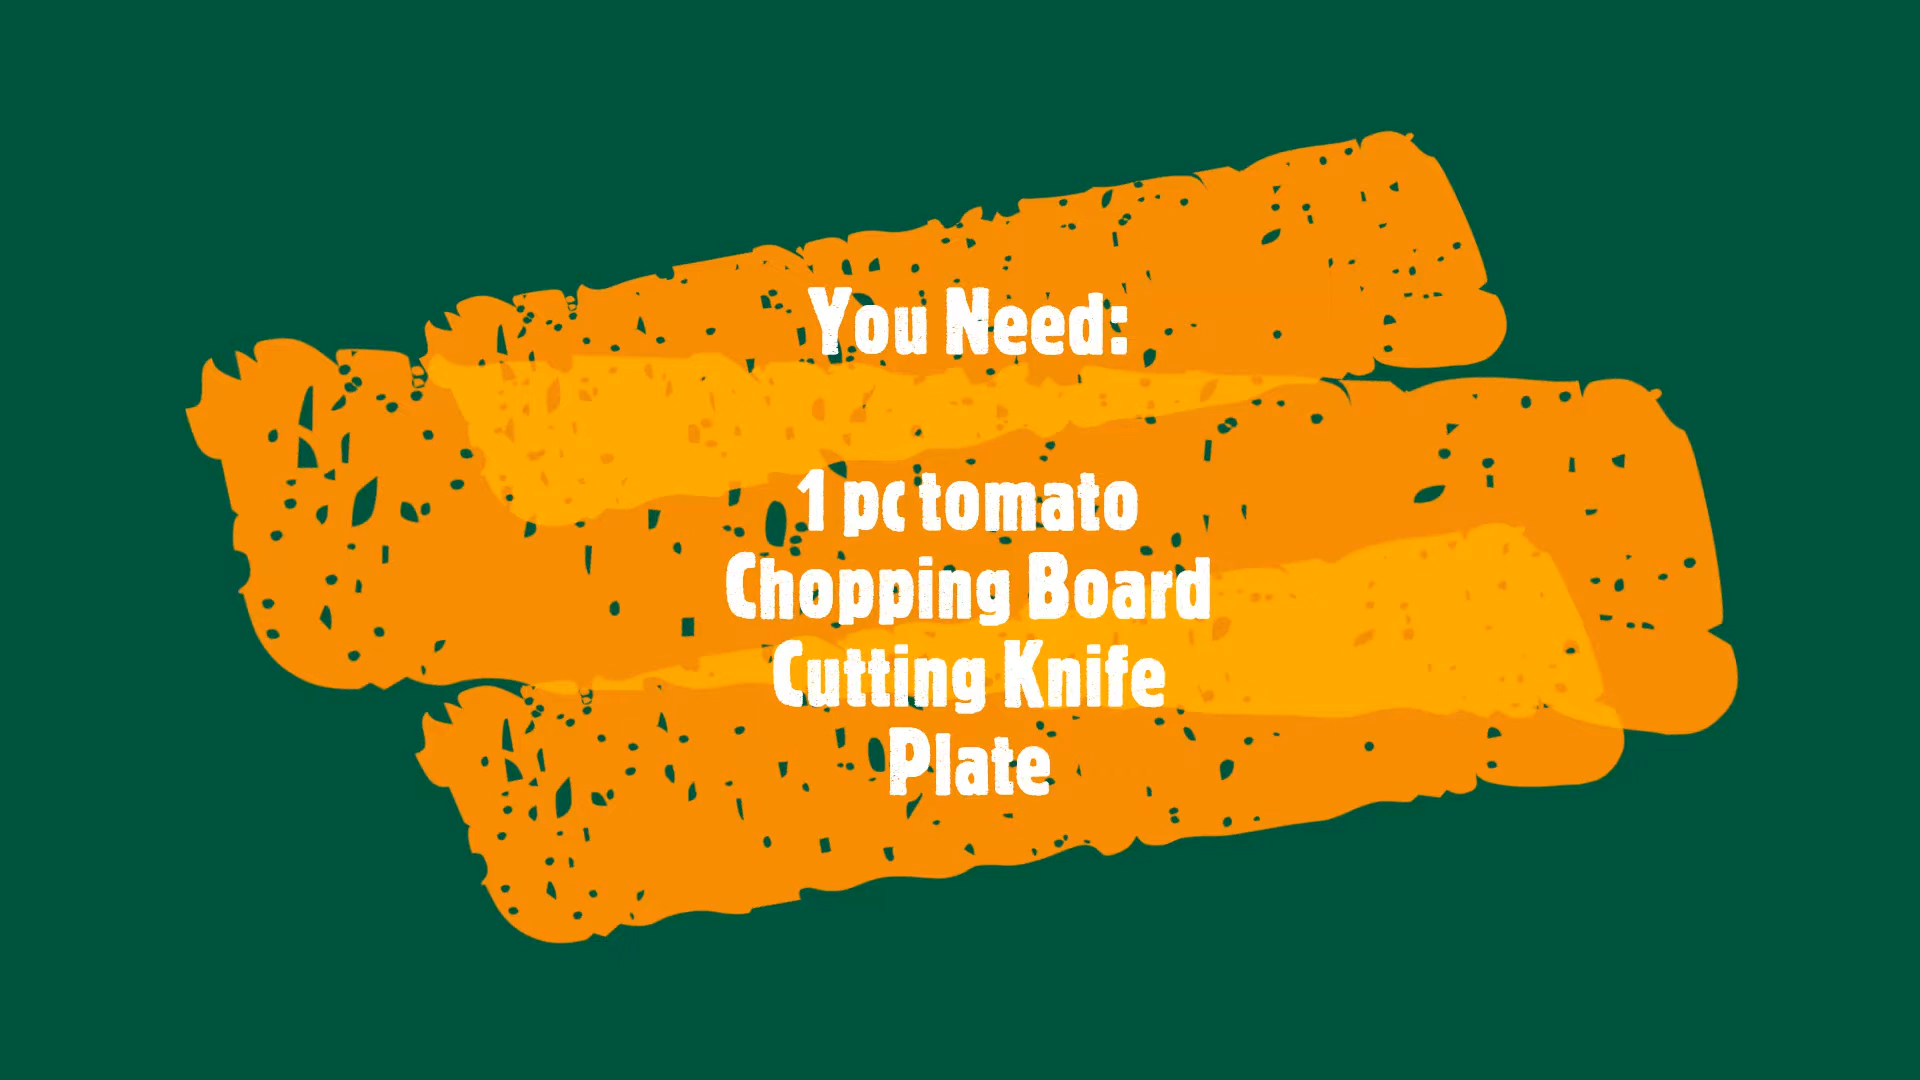 You Need:
1 pc tomato
Chopping Board
Cutting Knife
Plate